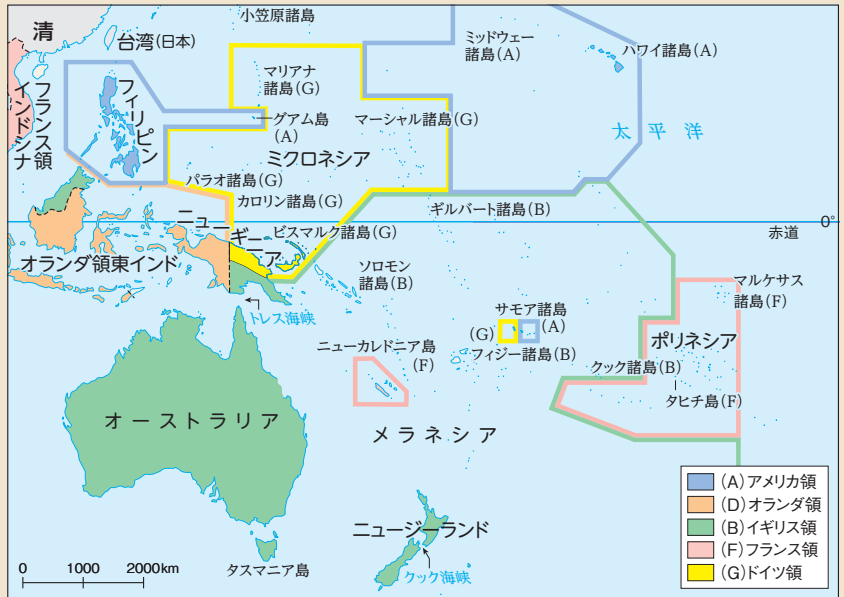 小笠原諸島
清
台湾(日本)
ミッドウェー
諸島(A)
ハワイ諸島(A)
マリアナ
諸島(G)
フランス領
インドシナ
フィリピン
グアム島
(A)
マーシャル諸島(G)
太平洋
ミクロネシア
パラオ諸島(G)
カロリン諸島(G)
ギルバート諸島(B)
0°
赤道
ニューギニア
ビスマルク諸島(G)
オランダ領東インド
ソロモン
諸島(B)
マルケサス
諸島(F)
トレス海峡
サモア諸島
(A)
(G)
フィジー諸島(B)
ポリネシア
ニューカレドニア島
(F)
クック諸島(B)
タヒチ島(F)
オーストラリア
メラネシア
ニュージーランド
タスマニア島
クック海峡
0 1000 2000km
(A)アメリカ領
(D)オランダ領
(B)イギリス領
(F)フランス領
(G)ドイツ領